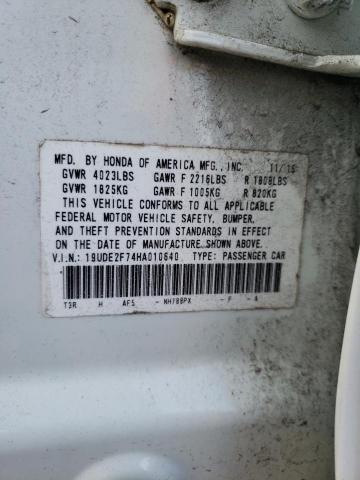 MFD. BY HONDA OF AMERICA MFG., INC. 11/15
GVWR 4023LBS GAWR F 2216LBS R 1808LBS
GVWR 1825KG GAWR F 1005KG R 820KG
THIS VEHICLE CONFORMS TO ALL APPLICABLE
FEDERAL MOTOR VEHICLE SAFETY, BUMPER,
AND THEFT PREVENTION STANDARDS IN EFFECT
ON THE DATE OF MANUFACTURE SHOWN ABOVE.
V.I.N.: 19UDE2F74HA010640 TYPE: PASSENGER CAR
T3R H AF5 - NH788PX - F - A